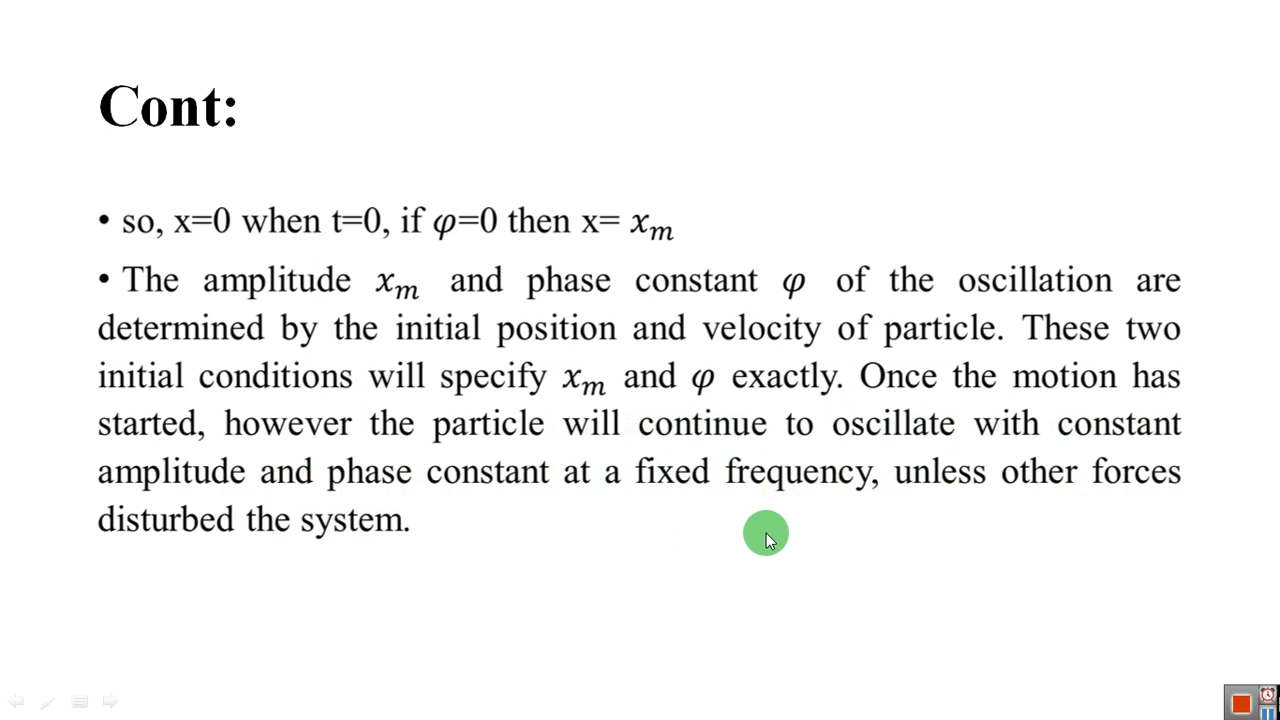 Cont:
• so, x=0 when t=0, if φ=0 then x= 𝑥ₘ
• The amplitude 𝑥ₘ and phase constant φ of the oscillation are
determined by the initial position and velocity of particle. These two
initial conditions will specify 𝑥ₘ and φ exactly. Once the motion has
started, however the particle will continue to oscillate with constant
amplitude and phase constant at a fixed frequency, unless other forces
disturbed the system.